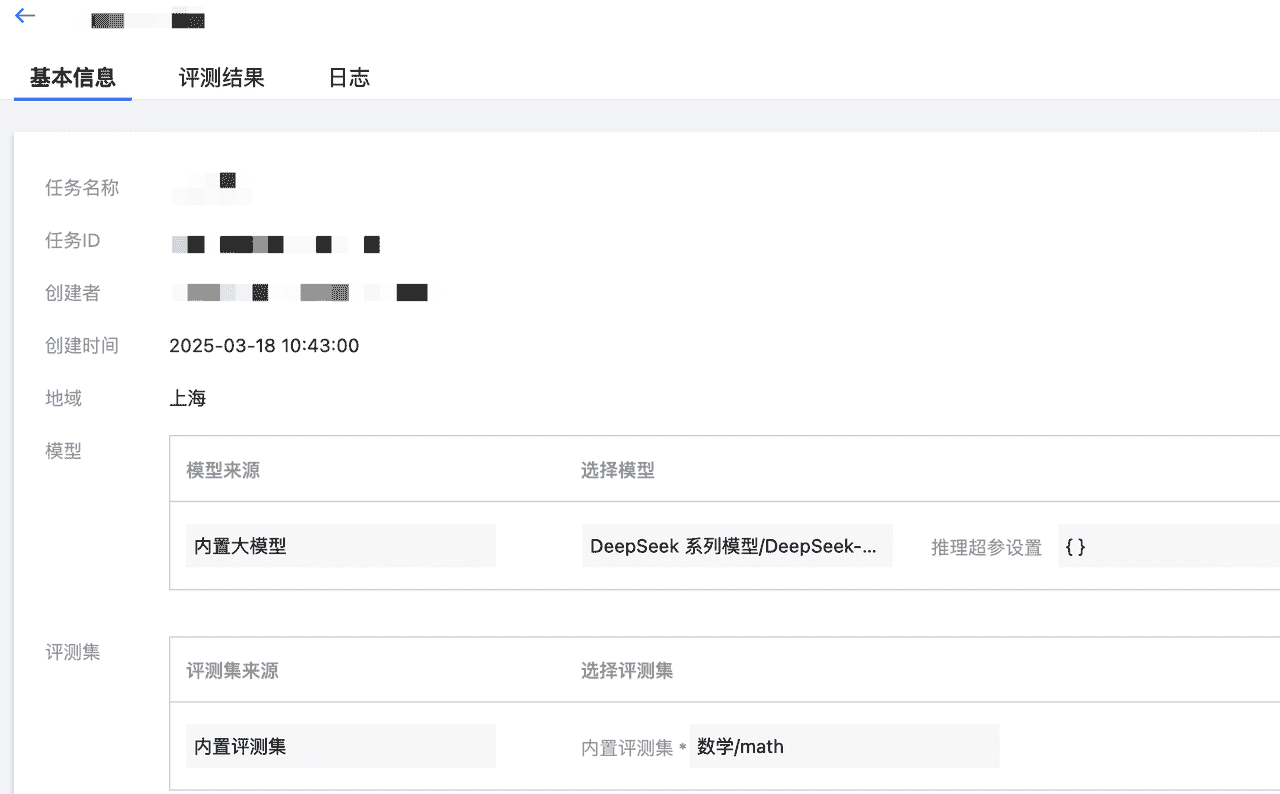 基本信息 评测结果 日志
任务名称
任务ID
创建者
创建时间 2025-03-18 10:43:00
地域 上海
模型
模型来源 选择模型
内置大模型 DeepSeek 系列模型/DeepSeek-... 推理超参设置 { }
评测集
评测集来源 选择评测集
内置评测集 内置评测集 * 数学/math